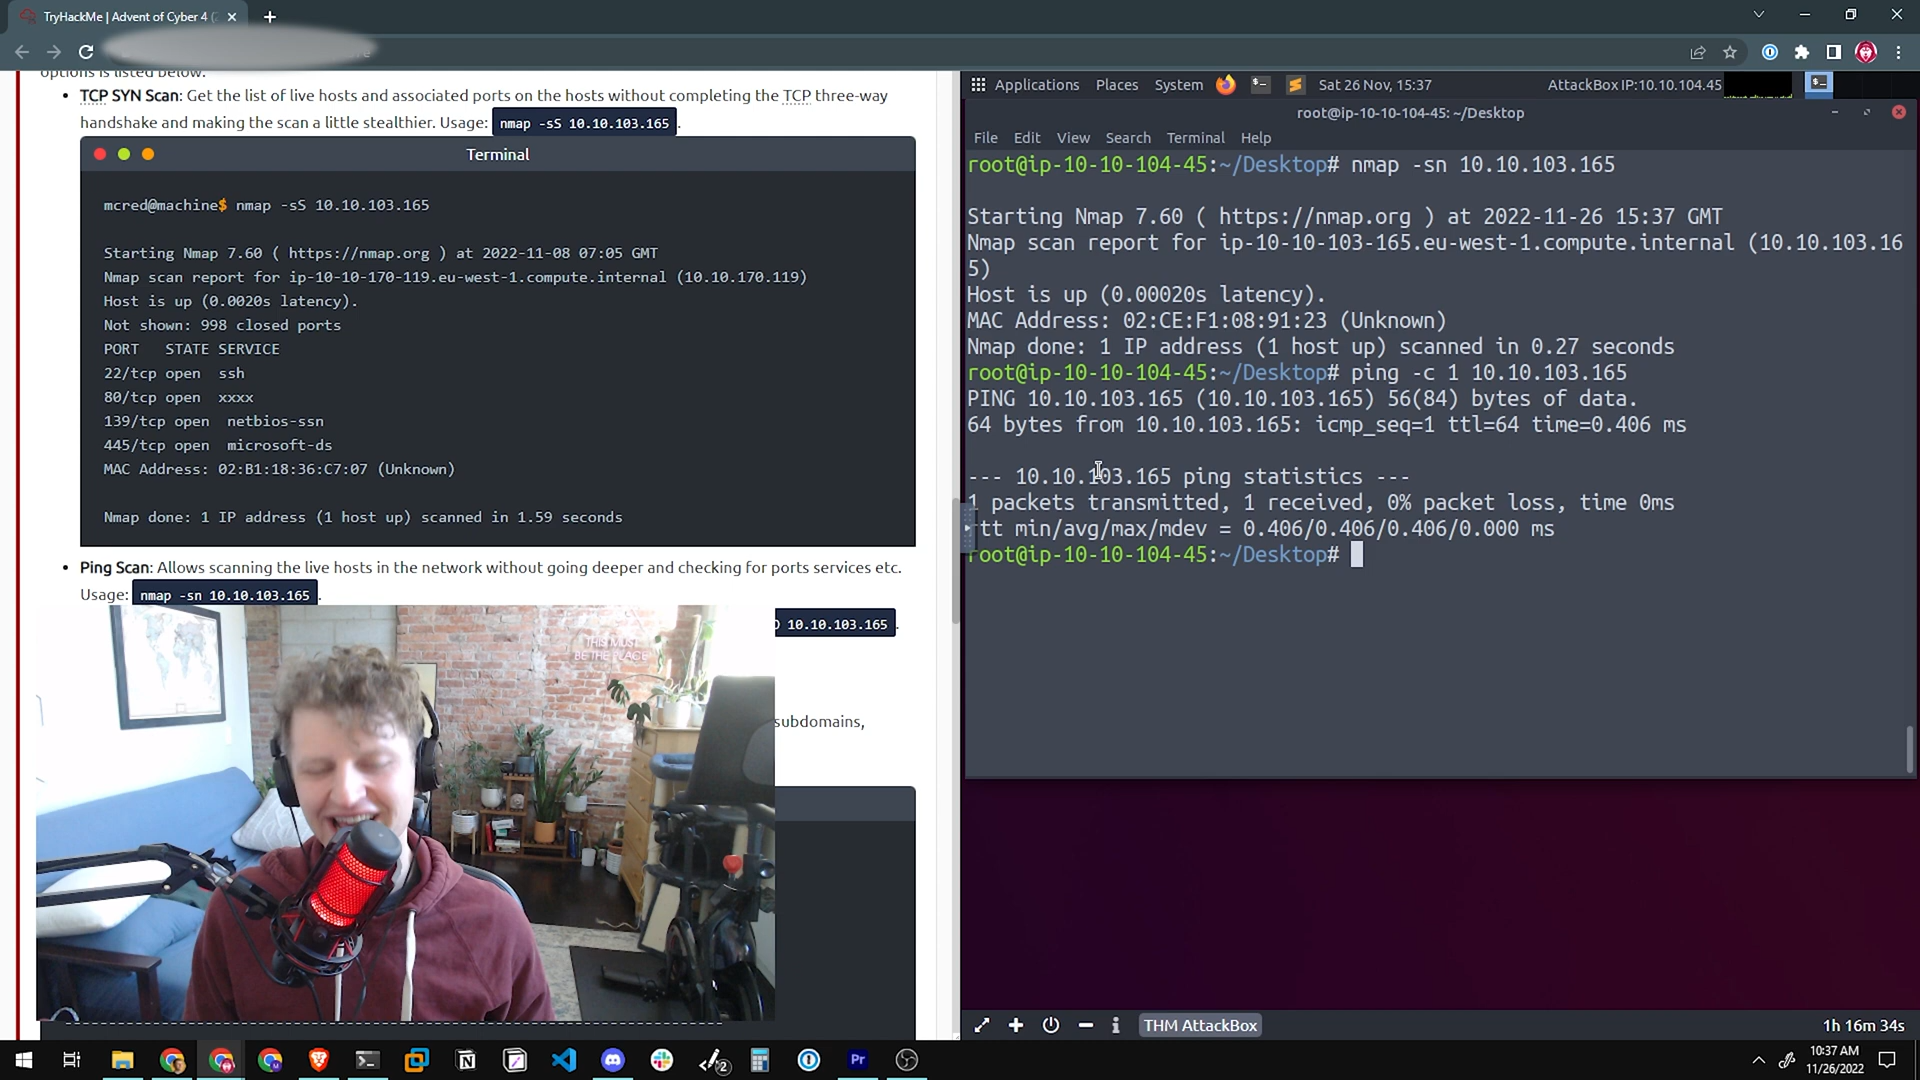 TryHackMe | Advent of Cyber 4 (
options is listed below.
TCP SYN Scan: Get the list of live hosts and associated ports on the hosts without completing the TCP three-way
handshake and making the scan a little stealthier. Usage: nmap -sS 10.10.103.165.
Terminal
mcred@machine$ nmap -sS 10.10.103.165
Starting Nmap 7.60 ( https://nmap.org ) at 2022-11-08 07:05 GMT
Nmap scan report for ip-10-10-170-119.eu-west-1.compute.internal (10.10.170.119)
Host is up (0.0020s latency).
Not shown: 998 closed ports
PORT STATE SERVICE
22/tcp open ssh
80/tcp open xxxx
139/tcp open netbios-ssn
445/tcp open microsoft-ds
MAC Address: 02:B1:18:36:C7:07 (Unknown)
Nmap done: 1 IP address (1 host up) scanned in 1.59 seconds
Ping Scan: Allows scanning the live hosts in the network without going deeper and checking for ports services etc.
Usage: nmap -sn 10.10.103.165.
10.10.103.165.
subdomains,
THIS MUST
BE THE PLACE
Applications Places System Sat 26 Nov, 15:37 AttackBox IP:10.10.104.45
root@ip-10-10-104-45: ~/Desktop
File Edit View Search Terminal Help
root@ip-10-10-104-45:~/Desktop# nmap -sn 10.10.103.165
Starting Nmap 7.60 ( https://nmap.org ) at 2022-11-26 15:37 GMT
Nmap scan report for ip-10-10-103-165.eu-west-1.compute.internal (10.10.103.16
5)
Host is up (0.00020s latency).
MAC Address: 02:CE:F1:08:91:23 (Unknown)
Nmap done: 1 IP address (1 host up) scanned in 0.27 seconds
root@ip-10-10-104-45:~/Desktop# ping -c 1 10.10.103.165
PING 10.10.103.165 (10.10.103.165) 56(84) bytes of data.
64 bytes from 10.10.103.165: icmp_seq=1 ttl=64 time=0.406 ms
--- 10.10.103.165 ping statistics ---
1 packets transmitted, 1 received, 0% packet loss, time 0ms
rtt min/avg/max/mdev = 0.406/0.406/0.406/0.000 ms
root@ip-10-10-104-45:~/Desktop#
THM AttackBox
1h 16m 34s
Pr
10:37 AM
11/26/2022